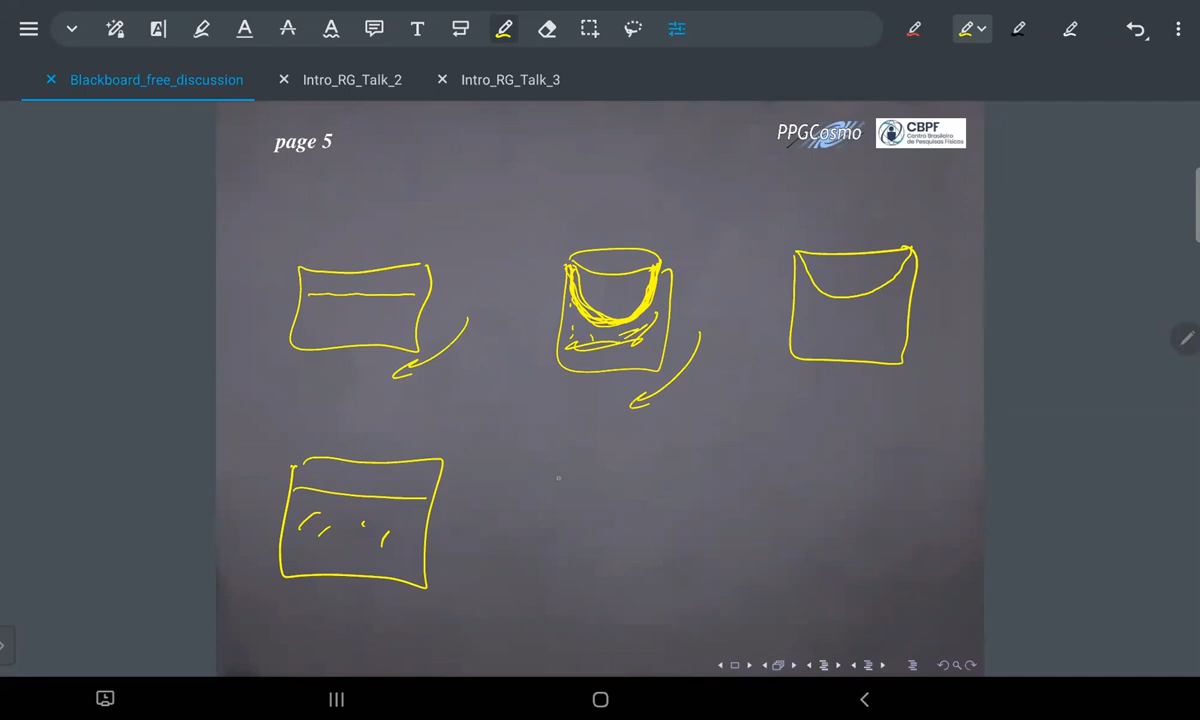 Blackboard_free_discussion
Intro_RG_Talk_2
Intro_RG_Talk_3
page 5
PPGCosmo
CBPF
Centro Brasileiro
de Pesquisas Físicas